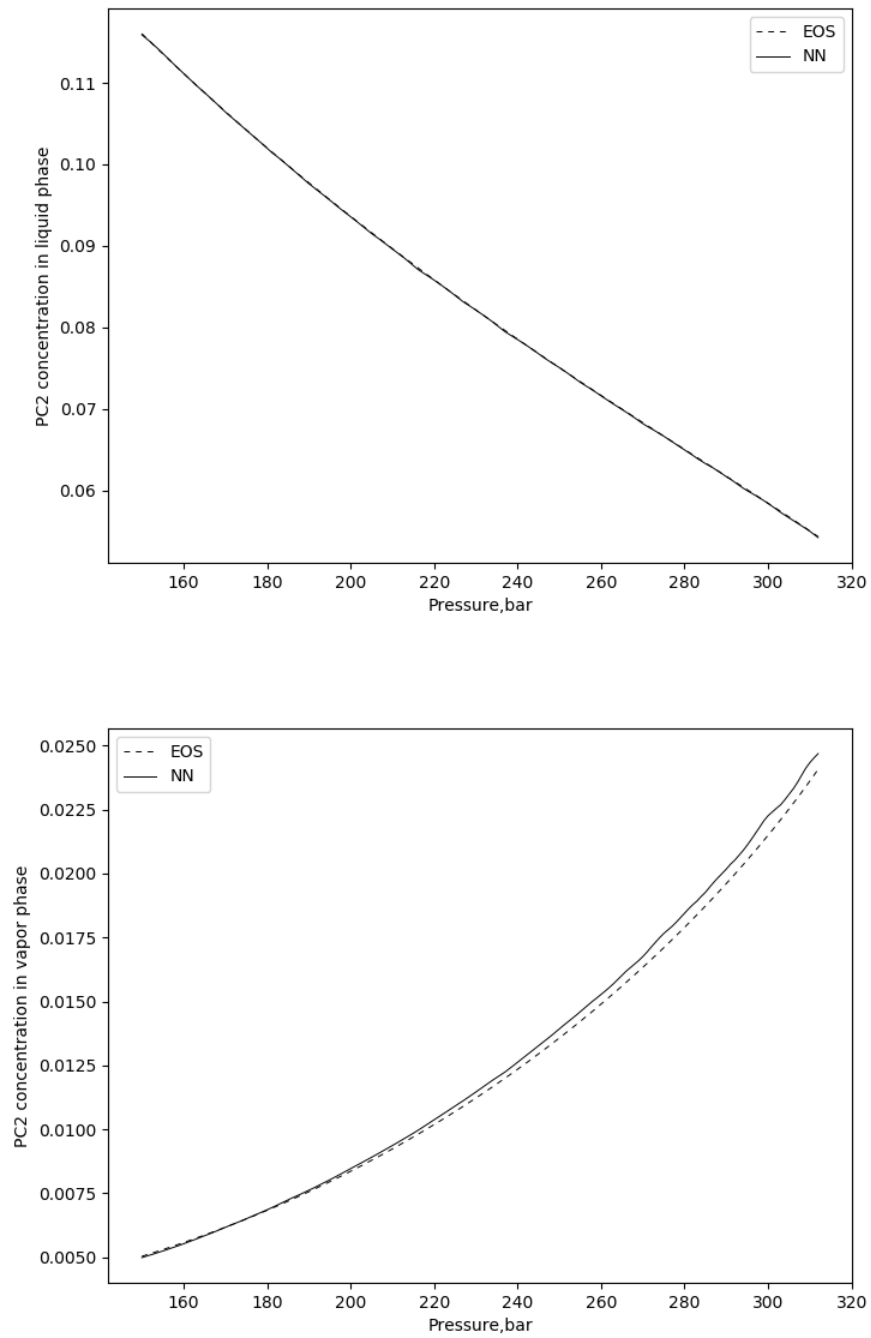 EOS
NN
0.11
0.10
0.09
0.08
0.07
0.06
PC2 concentration in liquid phase
160 180 200 220 240 260 280 300 320
Pressure,bar
EOS
NN
0.0250
0.0225
0.0200
0.0175
0.0150
0.0125
0.0100
0.0075
0.0050
PC2 concentration in vapor phase
160 180 200 220 240 260 280 300 320
Pressure,bar